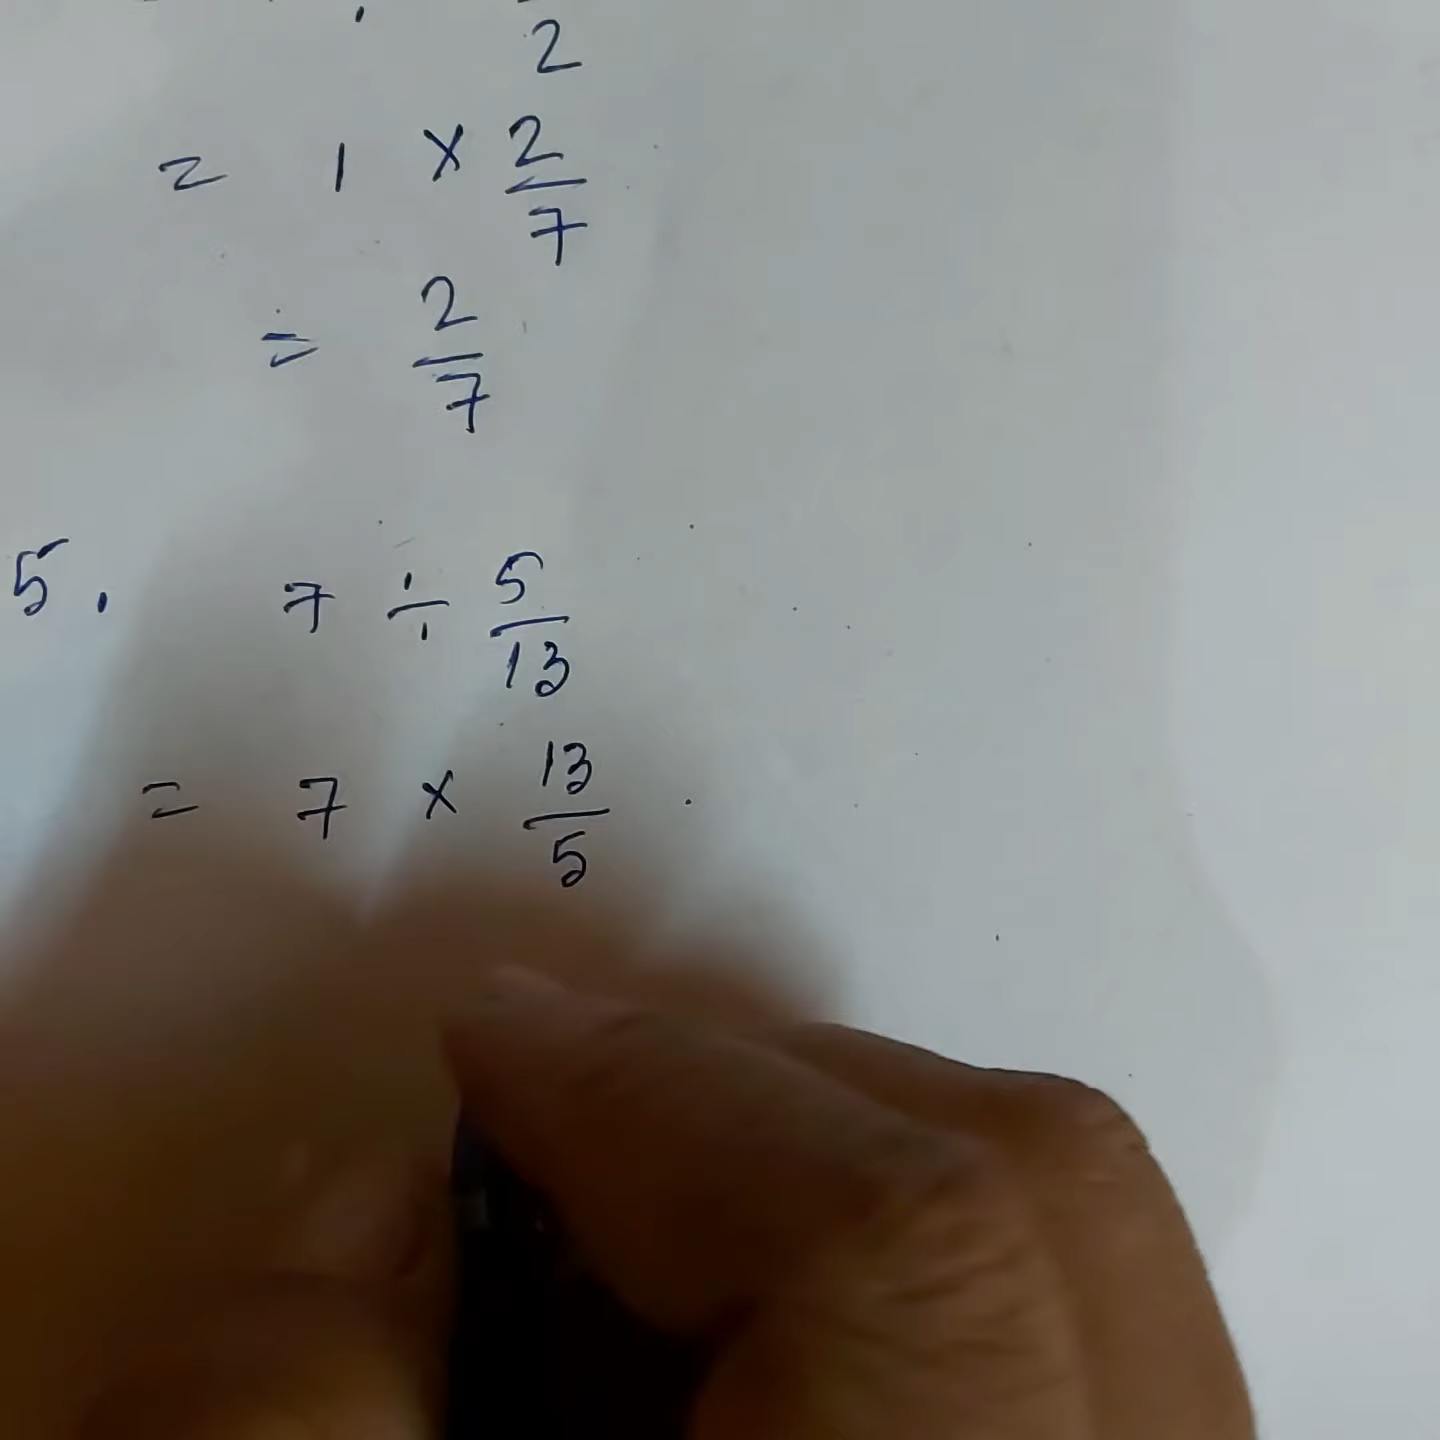 2
= 1 × 2/7
= 2/7
5. 7 ÷ 5/13
= 7 × 13/5